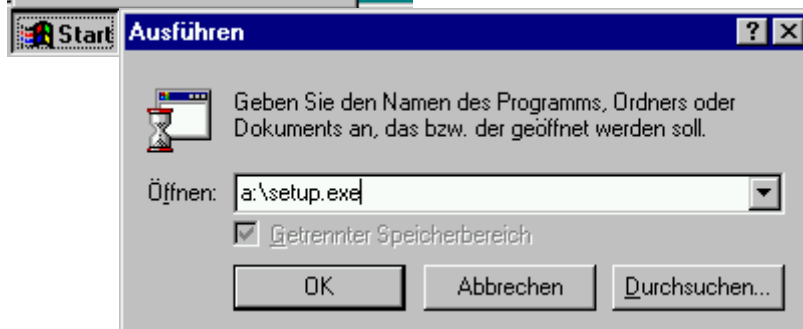 Start
Ausführen
Geben Sie den Namen des Programms, Ordners oder
Dokuments an, das bzw. der geöffnet werden soll.
Öffnen: a:\setup.exe
Getrennter Speicherbereich
OK Abbrechen Durchsuchen...